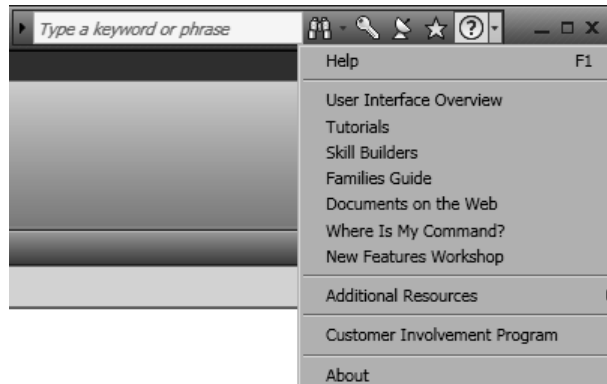 Type a keyword or phrase
Help F1
User Interface Overview
Tutorials
Skill Builders
Families Guide
Documents on the Web
Where Is My Command?
New Features Workshop
Additional Resources
Customer Involvement Program
About